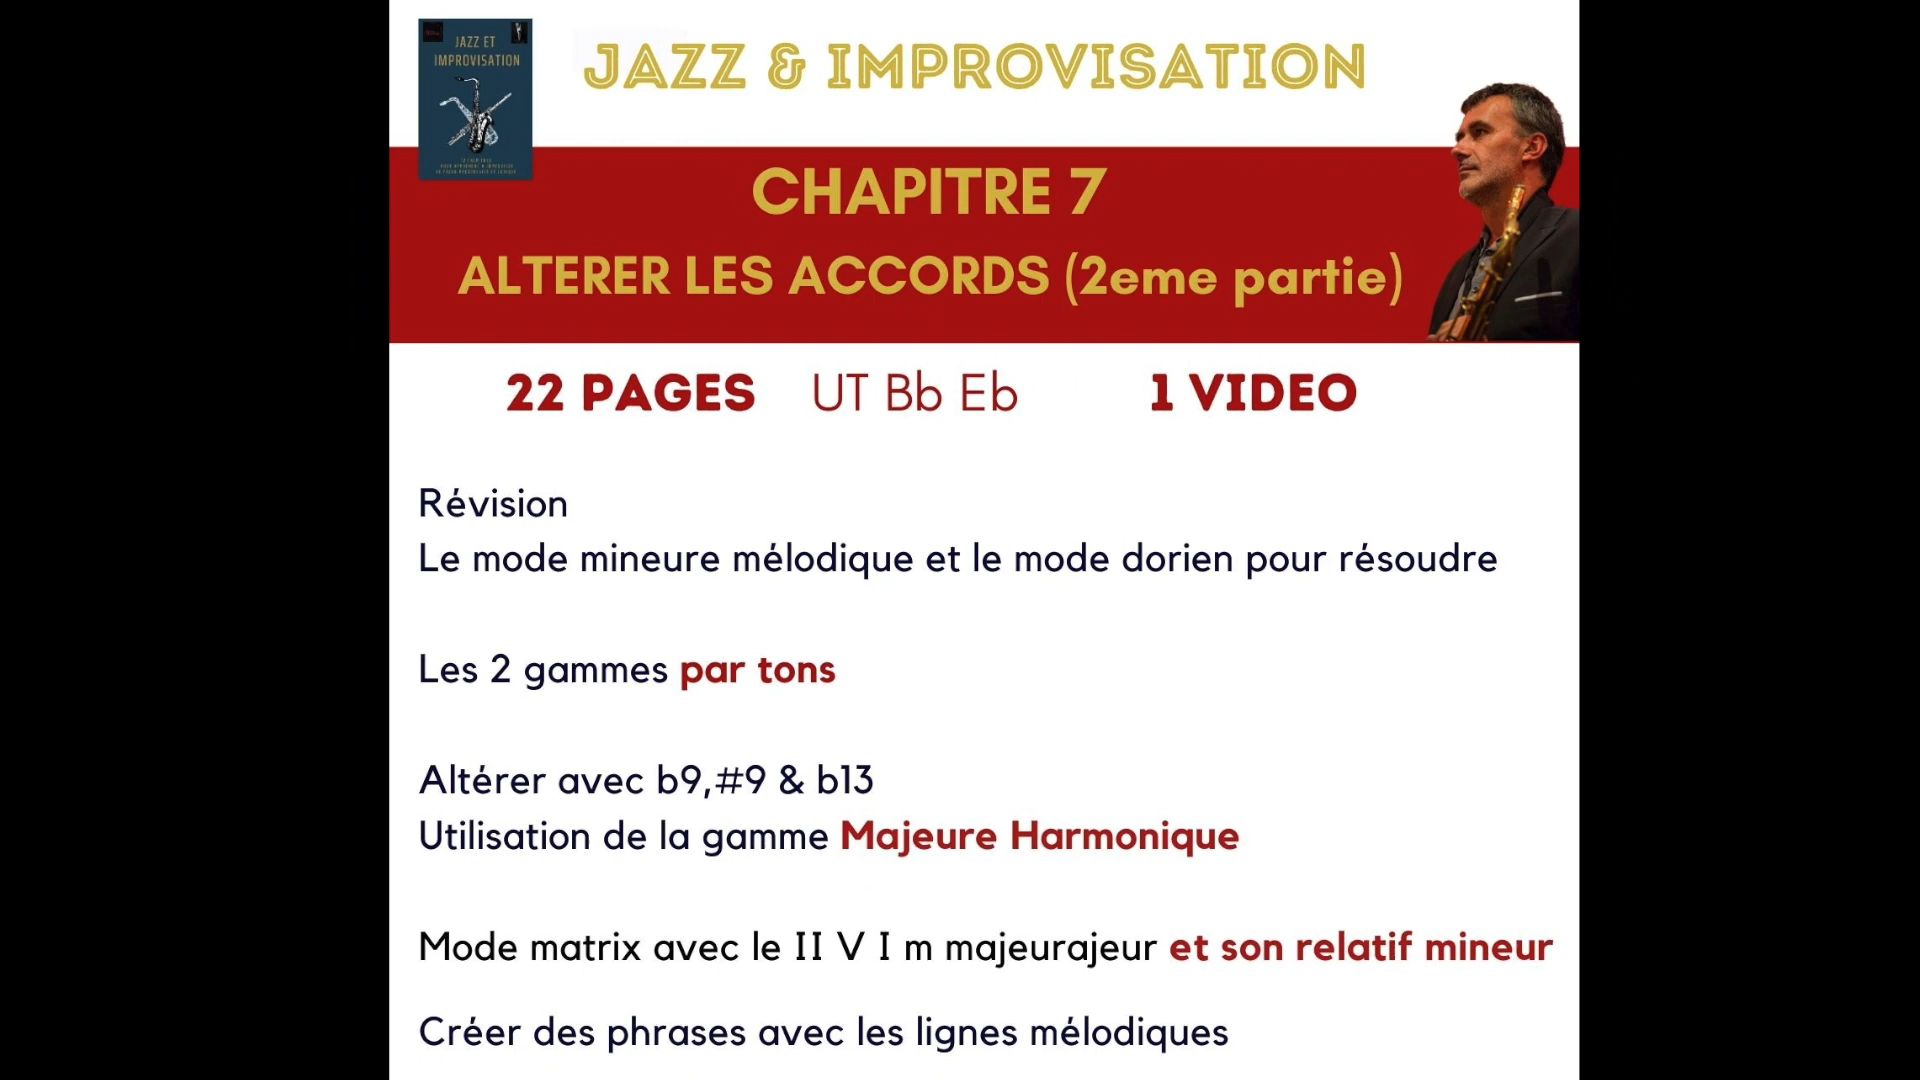 JAZZ ET
IMPROVISATION
JAZZ & IMPROVISATION
CHAPITRE 7
ALTERER LES ACCORDS (2eme partie)
22 PAGES UT Bb Eb 1 VIDEO
Révision
Le mode mineure mélodique et le mode dorien pour résoudre
Les 2 gammes par tons
Altérer avec b9,#9 & b13
Utilisation de la gamme Majeure Harmonique
Mode matrix avec le II V I m majeurajeur et son relatif mineur
Créer des phrases avec les lignes mélodiques